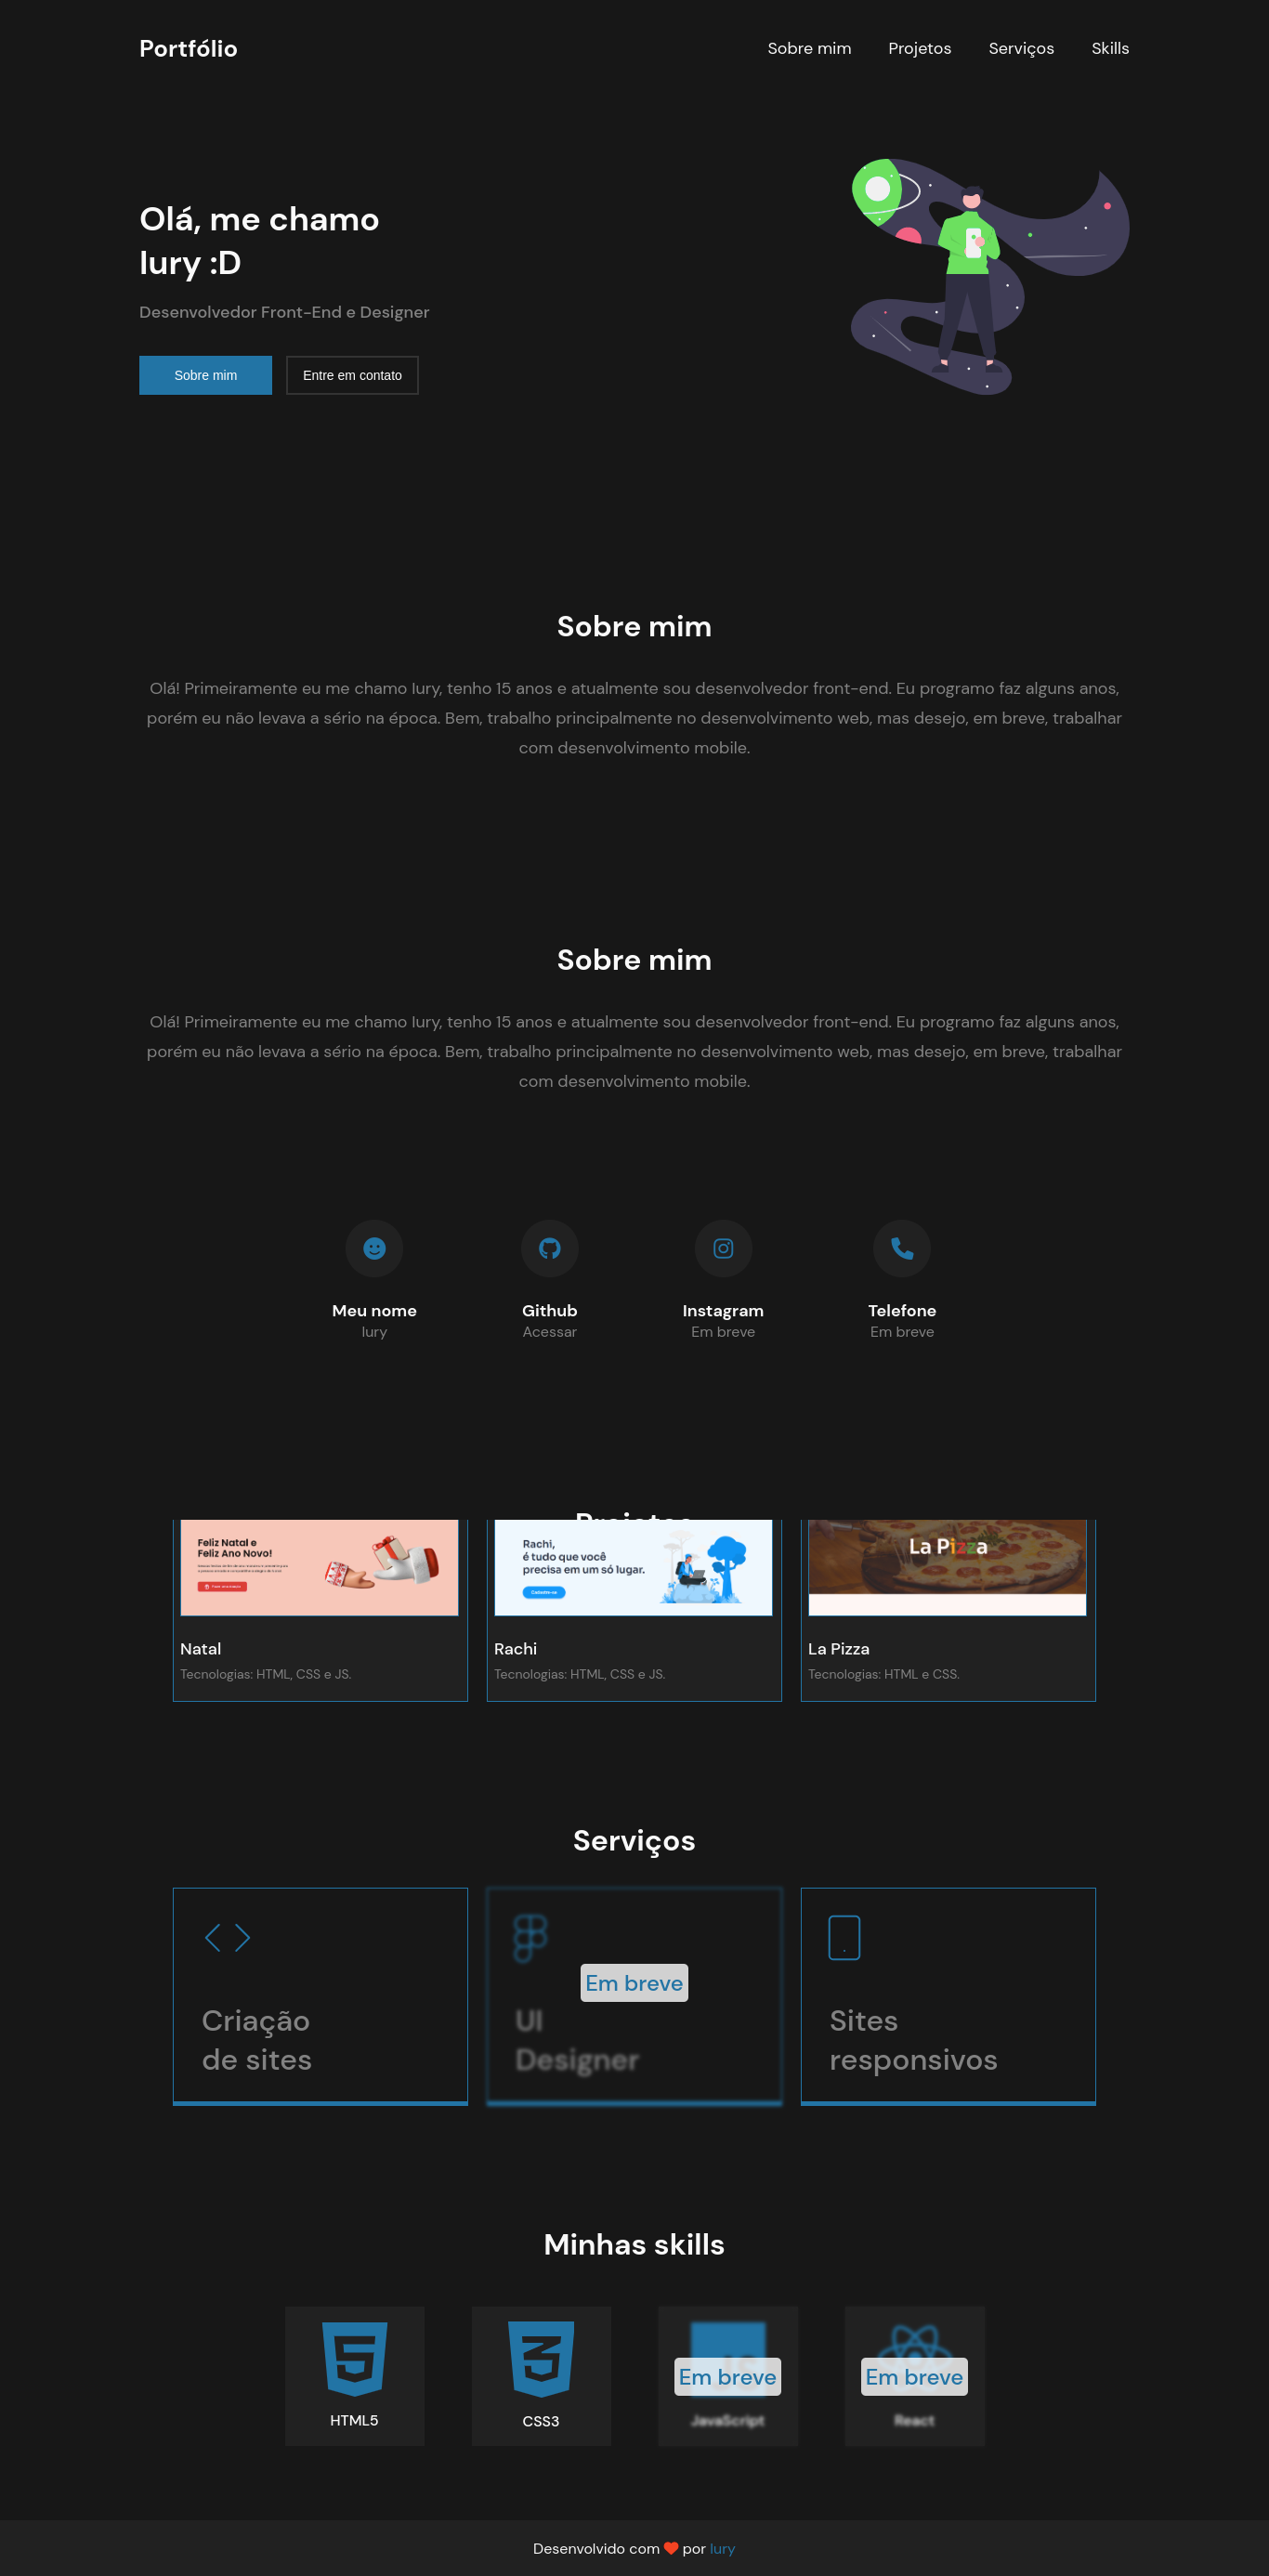 Portfólio
Sobre mim Projetos Serviços Skills
Olá, me chamo
Iury :D
Desenvolvedor Front-End e Designer
Sobre mim Entre em contato
Sobre mim
Olá! Primeiramente eu me chamo Iury, tenho 15 anos e atualmente sou desenvolvedor front-end. Eu programo faz alguns anos,
porém eu não levava a sério na época. Bem, trabalho principalmente no desenvolvimento web, mas desejo, em breve, trabalhar
com desenvolvimento mobile.
Sobre mim
Olá! Primeiramente eu me chamo Iury, tenho 15 anos e atualmente sou desenvolvedor front-end. Eu programo faz alguns anos,
porém eu não levava a sério na época. Bem, trabalho principalmente no desenvolvimento web, mas desejo, em breve, trabalhar
com desenvolvimento mobile.
Meu nome
Iury
Github
Acessar
Instagram
Em breve
Telefone
Em breve
Projetos
Feliz Natal e
Feliz Ano Novo!
Natal
Tecnologias: HTML, CSS e JS.
Rachi,
é tudo que você
precisa em um só lugar.
Cadastre-se
Rachi
Tecnologias: HTML, CSS e JS.
La Pizza
La Pizza
Tecnologias: HTML e CSS.
Serviços
Criação
de sites
Em breve
UI
Designer
Sites
responsivos
Minhas skills
HTML5
CSS3
Em breve
JavaScript
Em breve
React
Desenvolvido com por Iury